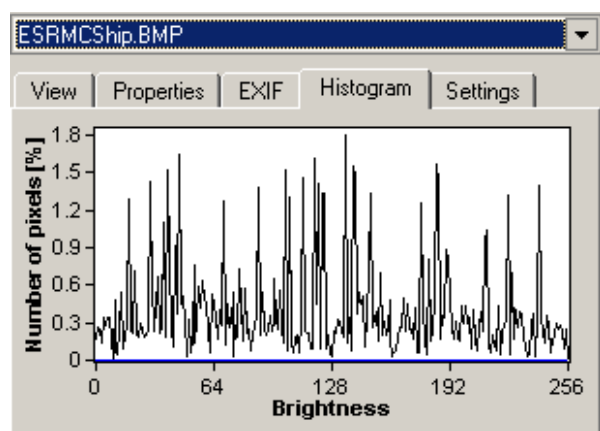 ESRMCShip.BMP
View Properties EXIF Histogram Settings
Number of pixels [%]
1.8
1.5
1.2
0.9
0.6
0.3
0
0 64 128 192 256
Brightness